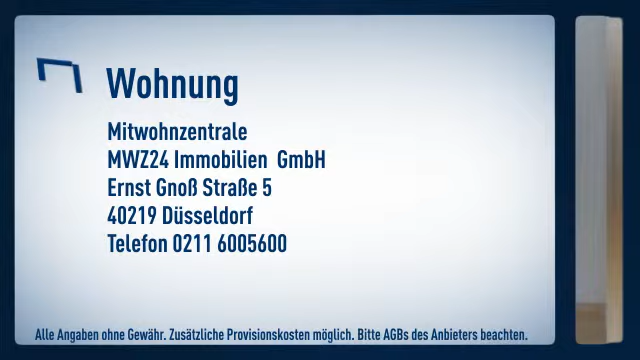 Wohnung
Mitwohnzentrale
MWZ24 Immobilien GmbH
Ernst Gnoß Straße 5
40219 Düsseldorf
Telefon 0211 6005600
Alle Angaben ohne Gewähr. Zusätzliche Provisionskosten möglich. Bitte AGBs des Anbieters beachten.